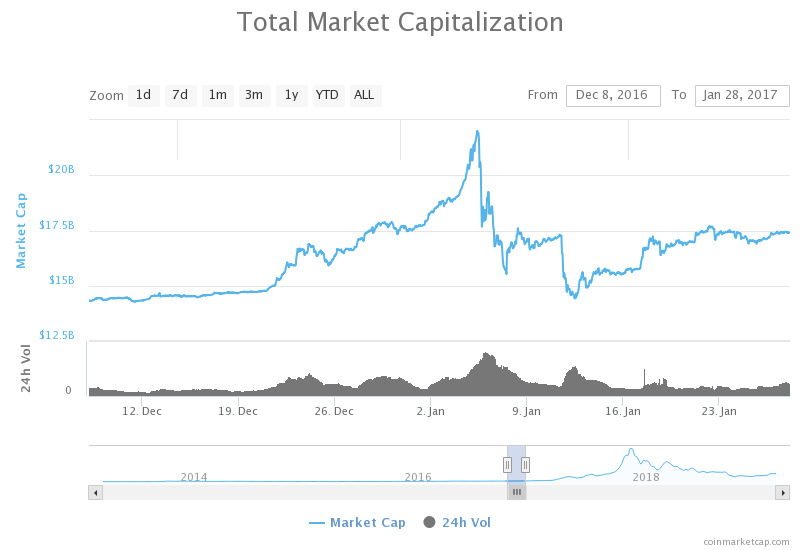 Total Market Capitalization
Zoom 1d 7d 1m 3m 1y YTD ALL From Dec 8, 2016 To Jan 28, 2017
$20B
$17.5B
$15B
$12.5B
0
Market Cap
24h Vol
12. Dec 19. Dec 26. Dec 2. Jan 9. Jan 16. Jan 23. Jan
2014 2016 2018
Market Cap 24h Vol
coinmarketcap.com